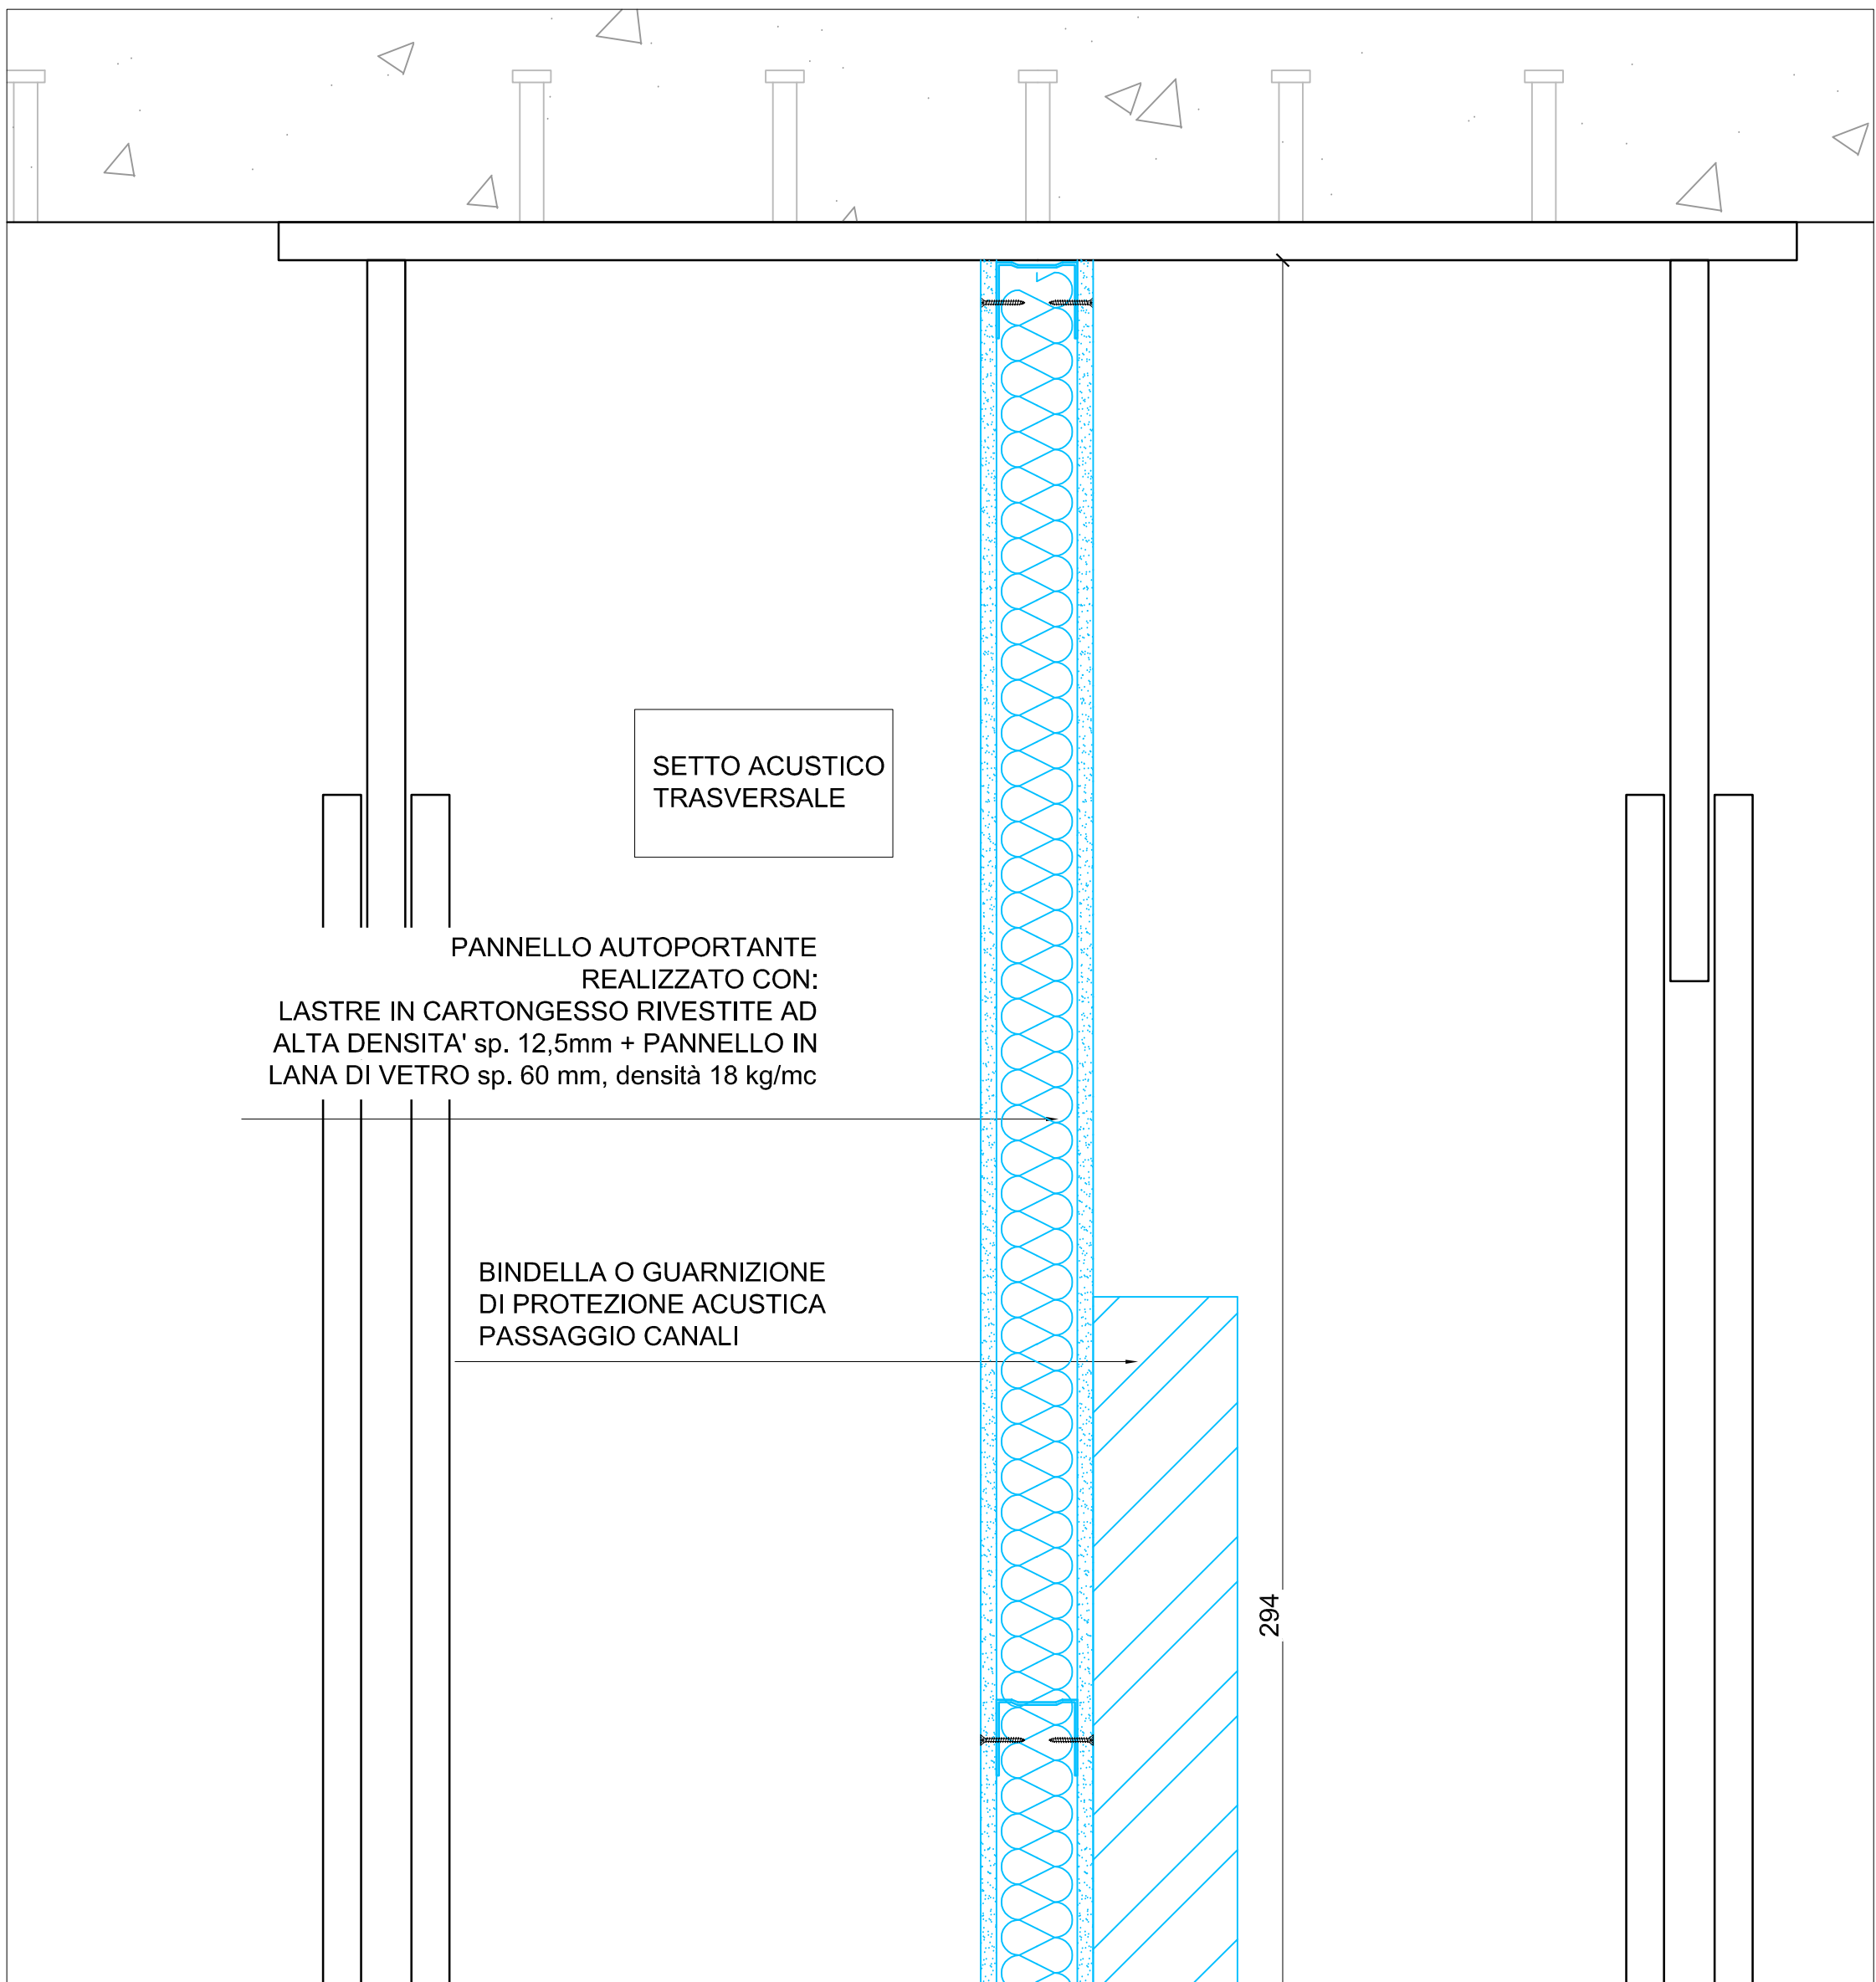 SETTO ACUSTICO
TRASVERSALE
PANNELLO AUTOPORTANTE
REALIZZATO CON:
LASTRE IN CARTONGESSO RIVESTITE AD
ALTA DENSITA' sp. 12,5mm + PANNELLO IN
LANA DI VETRO sp. 60 mm, densità 18 kg/mc
BINDELLA O GUARNIZIONE
DI PROTEZIONE ACUSTICA
PASSAGGIO CANALI
294